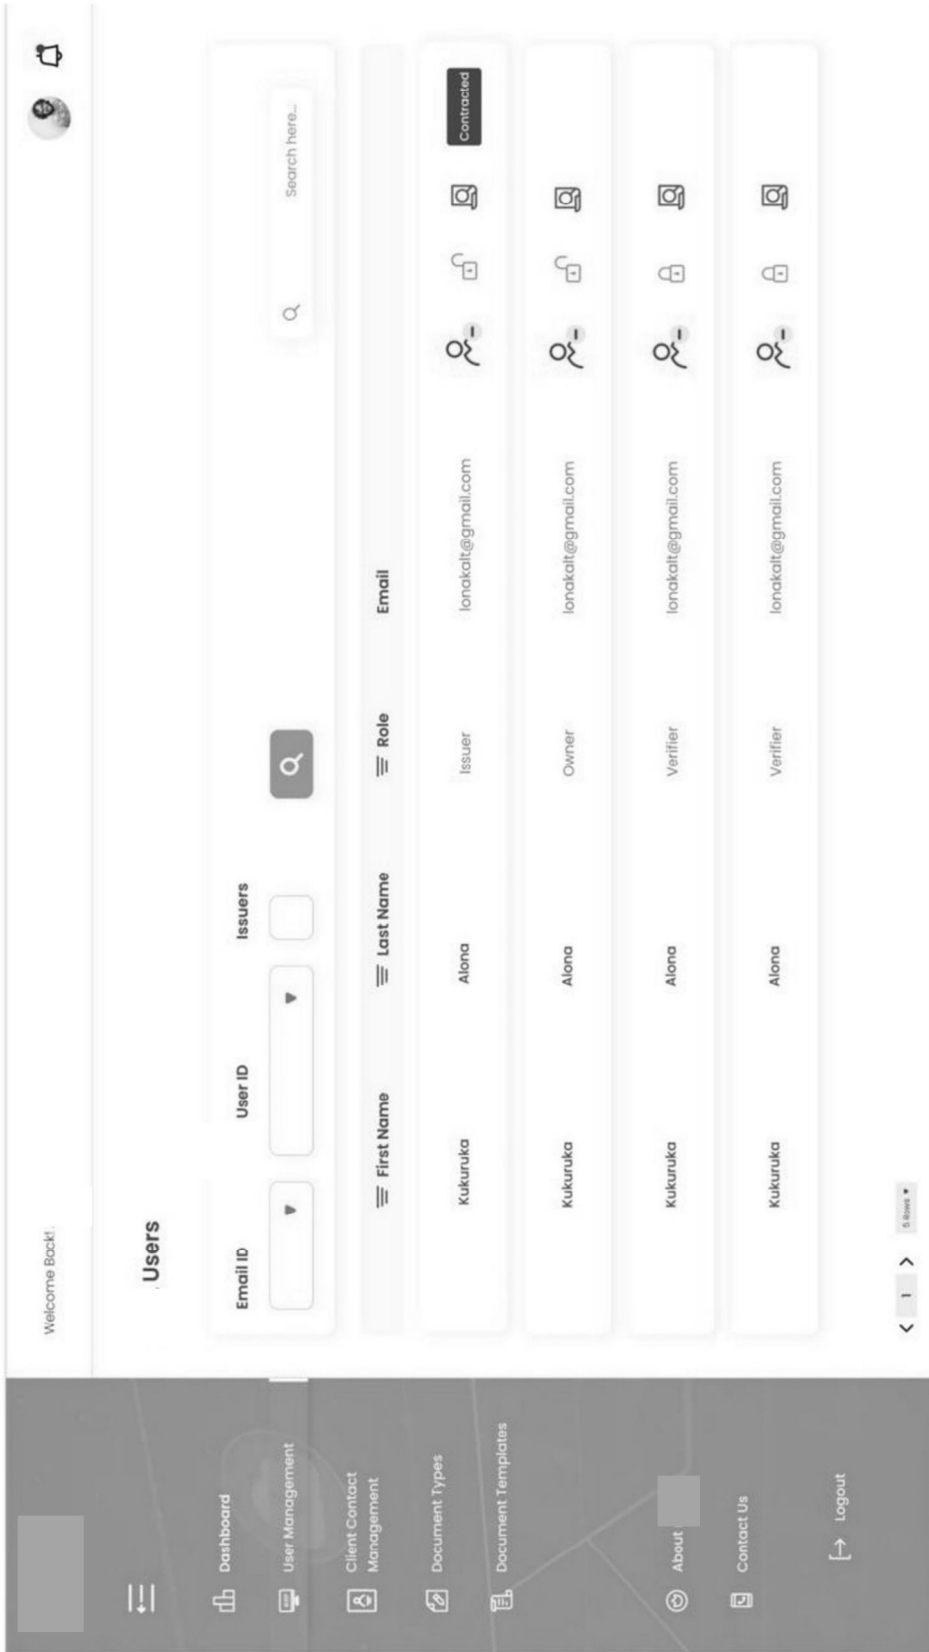 Welcome Back!
Dashboard
User Management
Client Contact
Management
Document Types
Document Templates
About
Contact Us
Logout
Users
Email ID
User ID
Issuers
Search here...
First Name
Last Name
Role
Email
Kukuruka
Alona
Issuer
lonakalt@gmail.com
Contracted
Kukuruka
Alona
Owner
lonakalt@gmail.com
Kukuruka
Alona
Verifier
lonakalt@gmail.com
Kukuruka
Alona
Verifier
lonakalt@gmail.com
1
5 Rows